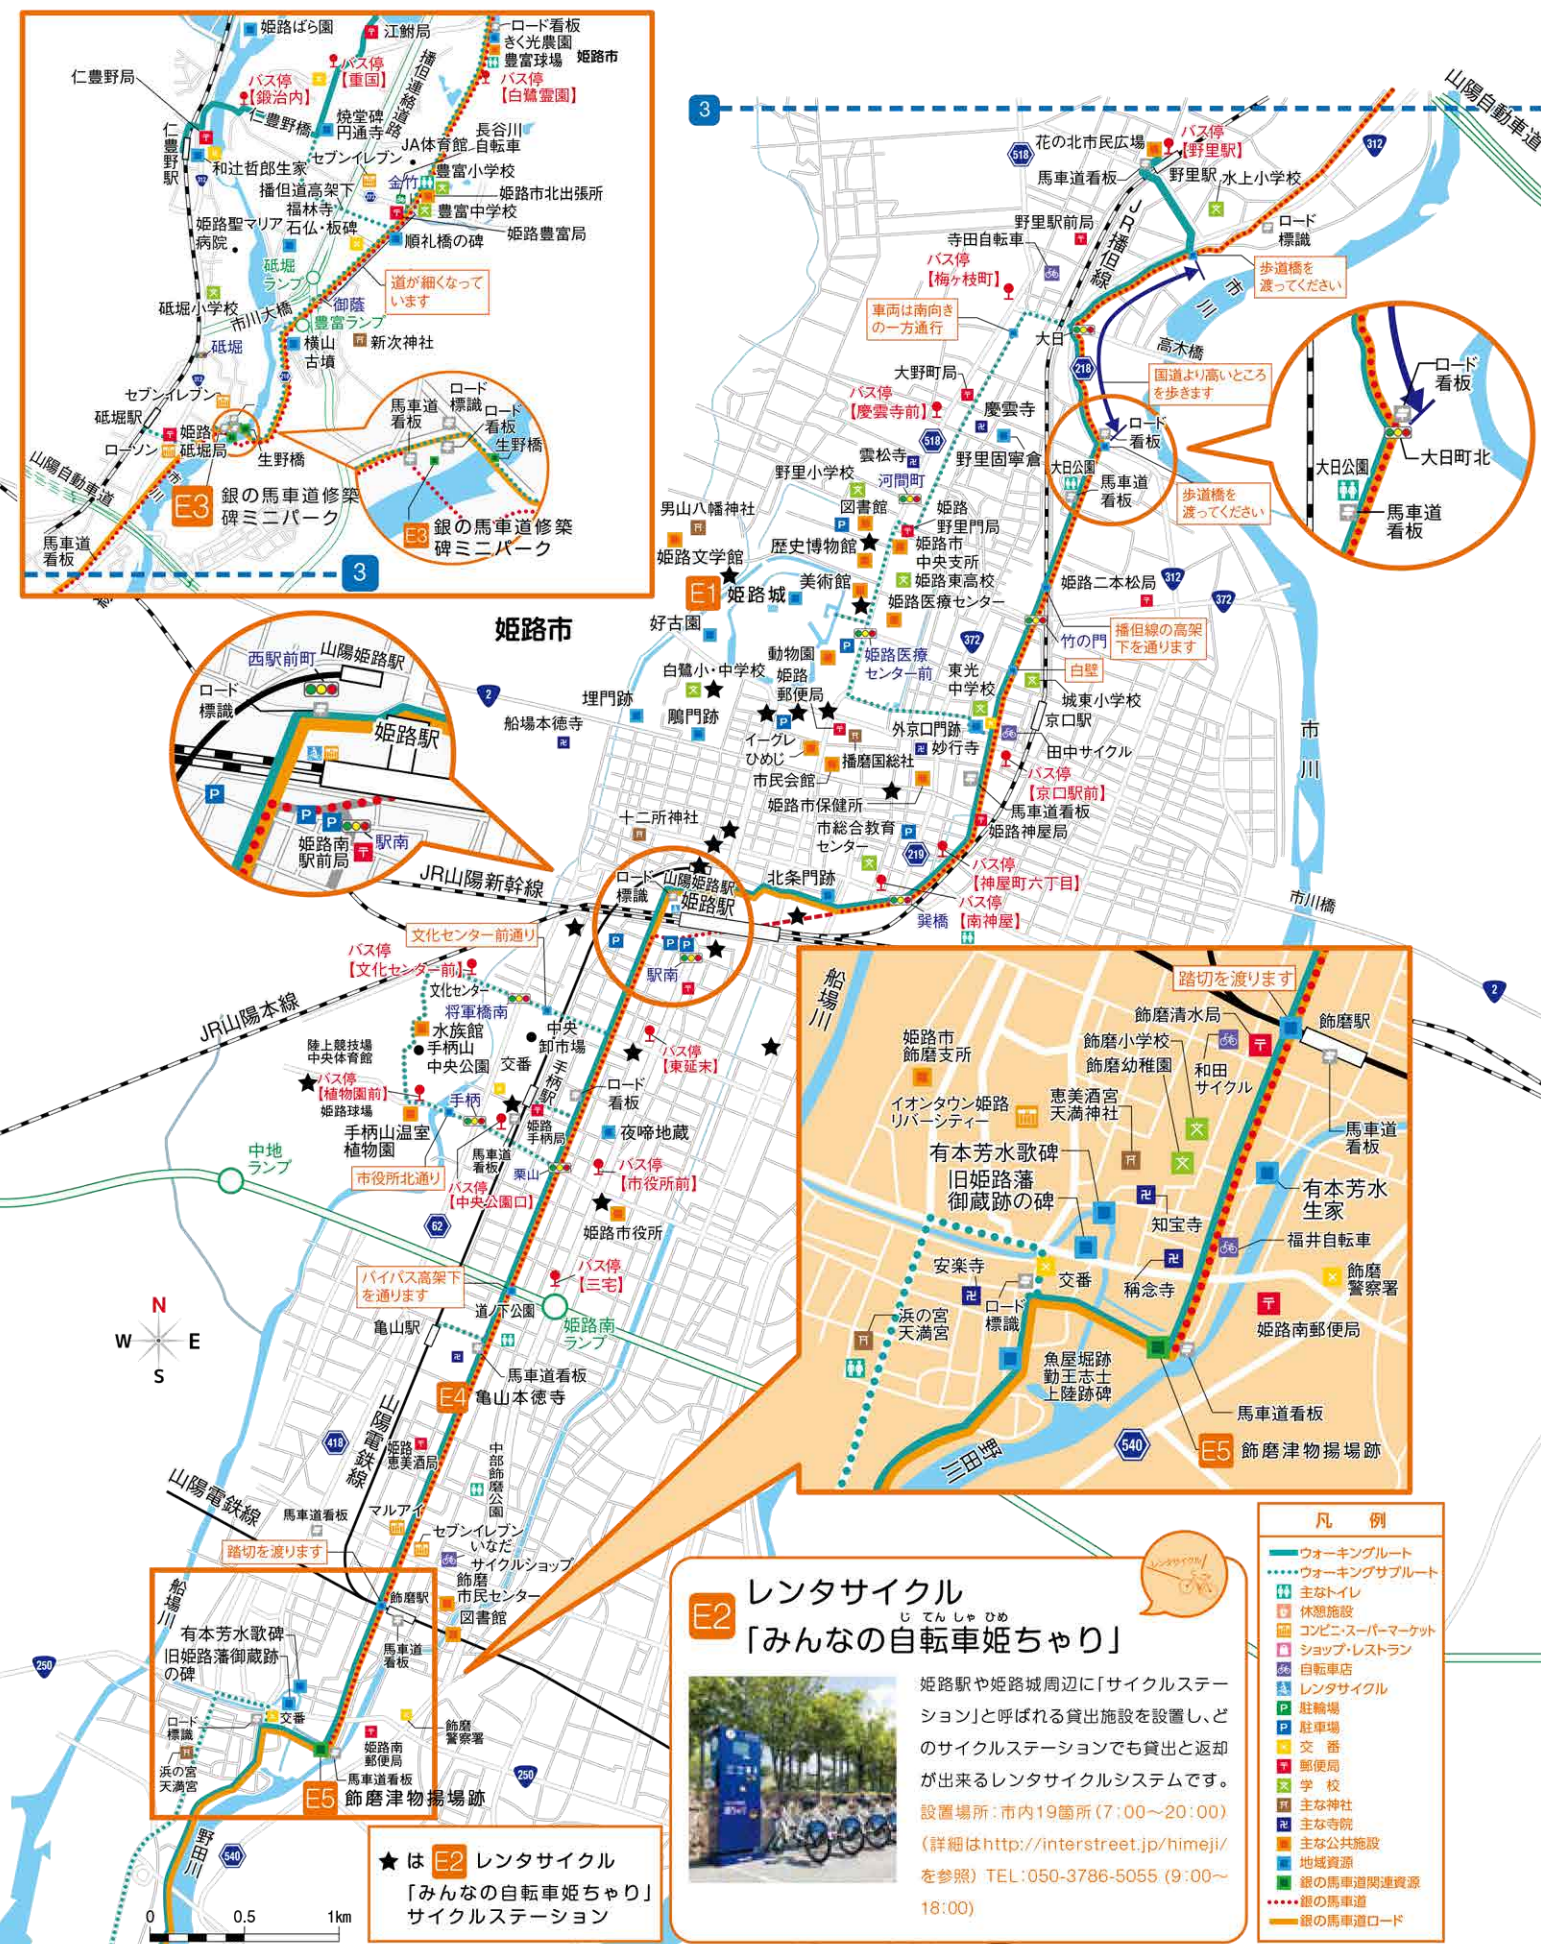 姫路ばら園
江鮒局
ロード看板
きく光農園
豊富球場
姫路市
仁豊野局
バス停
【鍛治内】
バス停
【重国】
播但連絡道路
バス停
【白鷺霊園】
仁豊野橋
焼堂碑
円通寺
長谷川
自転車
JA体育館
仁豊野駅
和辻哲郎生家
セブンイレブン
豊富小学校
金竹
播但道高架下
姫路市北出張所
福林寺
石仏・板碑
豊富中学校
姫路聖マリア
病院
順礼橋の碑
姫路豊富局
砥堀
ランプ
道が細くなって
います
砥堀小学校
市川大橋
御蔭
豊富ランプ
砥堀
横山
古墳
新次神社
セブンイレブン
砥堀駅
ローソン
姫路
砥堀局
生野橋
馬車道
看板
ロード
標識
ロード
看板
生野橋
山陽自動車道
市川
E3 銀の馬車道修築
碑ミニパーク
E3 銀の馬車道修築
碑ミニパーク
馬車道
看板
3
3
山陽自動車道
312
518
花の北市民広場
バス停
【野里駅】
馬車道看板
野里駅
水上小学校
JR播但線
野里駅前局
寺田自転車
ロード
標識
バス停
【梅ヶ枝町】
歩道橋を
渡ってください
市川
車両は南向き
の一方通行
大日
高木橋
218
国道より高いところ
を歩きます
大野町局
バス停
【慶雲寺前】
慶雲寺
ロード
看板
518
雲松寺
野里固寧倉
大日公園
馬車道
看板
歩道橋を
渡ってください
ロード
看板
大日町北
大日公園
馬車道
看板
野里小学校
河間町
男山八幡神社
図書館
姫路
野里門局
姫路文学館
歴史博物館
姫路市
中央支所
美術館
姫路東高校
E1 姫路城
姫路医療センター
姫路二本松局
312
372
姫路市
好古園
372
竹の門
播但線の高架
下を通ります
動物園
姫路医療
センター前
東光
中学校
白壁
白鷺小・中学校
姫路
郵便局
城東小学校
京口駅
埋門跡
鵰門跡
外京口門跡
妙行寺
田中サイクル
2
船場本徳寺
イーグレ
ひめじ
播磨国総社
市民会館
バス停
【京口駅前】
姫路市保健所
馬車道看板
十二所神社
市総合教育
センター
姫路神屋局
219
バス停
【神屋町六丁目】
西駅前町
山陽姫路駅
ロード
標識
姫路駅
姫路南
駅前局
駅南
JR山陽新幹線
ロード
標識
山陽姫路駅
姫路駅
北条門跡
巽橋
バス停
【南神屋】
市川橋
市川
2
駅南
文化センター前通り
バス停
【文化センター前】
文化センター
将軍橋南
JR山陽本線
水族館
手柄山
中央公園
中央
卸市場
陸上競技場
中央体育館
交番
手柄駅
バス停
【東延末】
バス停
【植物園前】
姫路球場
手柄
ロード
看板
手柄山温室
植物園
姫路
手柄局
夜啼地蔵
馬車道
看板
栗山
中地
ランプ
市役所北通り
バス停
【中央公園口】
バス停
【市役所前】
62
姫路市役所
バイパス高架下
を通ります
バス停
【三宅】
道ノ下公園
姫路南
ランプ
亀山駅
N
W E
S
馬車道看板
E4 亀山本徳寺
山陽電鉄線
418
姫路
恵美酒局
中部飾磨公園
山陽電鉄線
馬車道看板
マルアイ
セブンイレブン
いなだ
サイクルショップ
踏切を渡ります
飾磨
市民センター
飾磨駅
図書館
船場川
有本芳水歌碑
旧姫路藩御蔵跡
の碑
馬車道
看板
250
ロード
標識
交番
飾磨
警察署
浜の宮
天満宮
姫路南
郵便局
馬車道看板
250
E5 飾磨津物揚場跡
野田川
540
0 0.5 1km
★は E2 レンタサイクル
「みんなの自転車姫ちゃり」
サイクルステーション
船場川
踏切を渡ります
飾磨清水局
飾磨駅
姫路市
飾磨支所
飾磨小学校
飾磨幼稚園
和田
サイクル
イオンタウン姫路
リバーシティー
恵美酒宮
天満神社
馬車道
看板
有本芳水歌碑
旧姫路藩
御蔵跡の碑
有本芳水
生家
知宝寺
福井自転車
安楽寺
交番
稱念寺
飾磨
警察署
ロード
標識
浜の宮
天満宮
姫路南郵便局
魚屋堀跡
勤王志士
上陸跡碑
馬車道看板
三田野
540
E5 飾磨津物揚場跡
E2 レンタサイクル
じてんしゃひめ
「みんなの自転車姫ちゃり」
レンタサイクル!
姫路駅や姫路城周辺に「サイクルステー
ション」と呼ばれる貸出施設を設置し、ど
のサイクルステーションでも貸出と返却
が出来るレンタサイクルシステムです。
設置場所：市内19箇所（7:00〜20:00）
（詳細はhttp://interstreet.jp/himeji/
を参照）TEL：050-3786-5055（9:00〜
18:00)
凡 例
ウォーキングルート
ウォーキングサブルート
主なトイレ
休憩施設
コンビニ・スーパーマーケット
ショップ・レストラン
自転車店
レンタサイクル
駐輪場
駐車場
交 番
郵便局
学 校
主な神社
主な寺院
主な公共施設
地域資源
銀の馬車道関連資源
銀の馬車道
銀の馬車道ロード